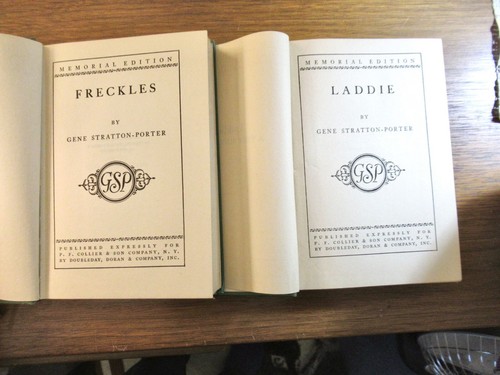 MEMORIAL EDITION
FRECKLES
BY
GENE STRATTON-PORTER
GSP
PUBLISHED EXPRESSLY FOR
P. F. COLLIER & SON COMPANY, N. Y.
BY DOUBLEDAY, DORAN & COMPANY, INC.
MEMORIAL EDITION
LADDIE
BY
GENE STRATTON-PORTER
GSP
PUBLISHED EXPRESSLY FOR
P. F. COLLIER & SON COMPANY, N. Y.
BY DOUBLEDAY, DORAN & COMPANY, INC.